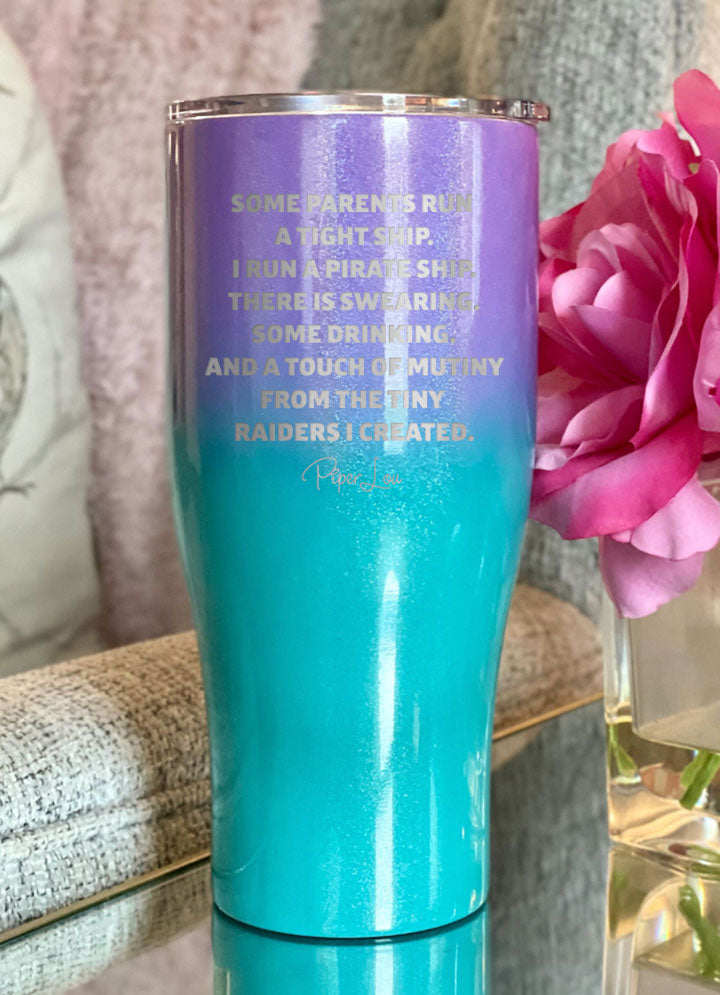 SOME PARENTS RUN
A TIGHT SHIP.
I RUN A PIRATE SHIP.
THERE IS SWEARING,
SOME DRINKING,
AND A TOUCH OF MUTINY
FROM THE TINY
RAIDERS I CREATED.
Piper Lou